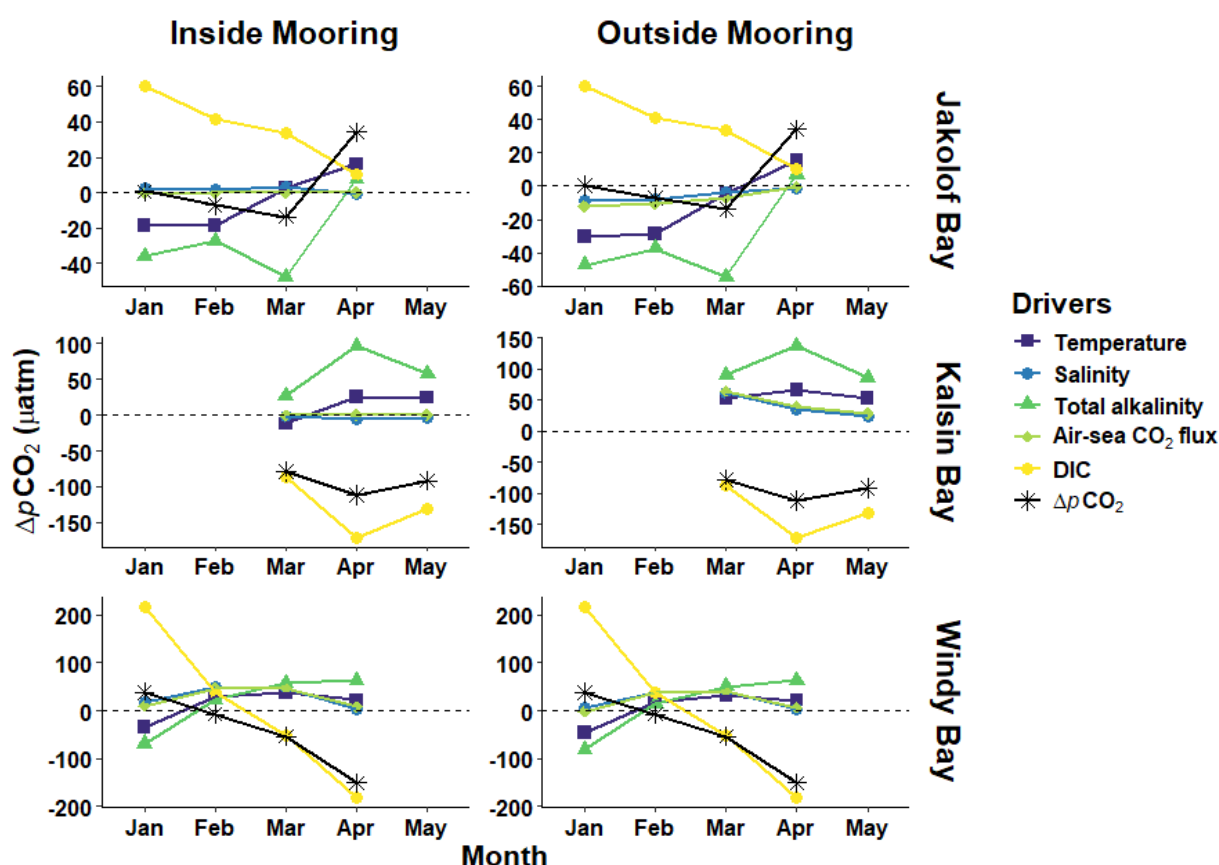 Inside Mooring
Outside Mooring
60
40
20
0
-20
-40
Jan Feb Mar Apr May
60
40
20
0
-20
-40
-60
Jan Feb Mar Apr May
Jakolof Bay
ΔpCO₂ (µatm)
100
50
0
-50
-100
-150
Jan Feb Mar Apr May
150
100
50
0
-50
-100
-150
Jan Feb Mar Apr May
Kalsin Bay
200
100
0
-100
-200
Jan Feb Mar Apr May
200
100
0
-100
-200
Jan Feb Mar Apr May
Windy Bay
Month
Drivers
Temperature
Salinity
Total alkalinity
Air-sea CO₂ flux
DIC
ΔpCO₂